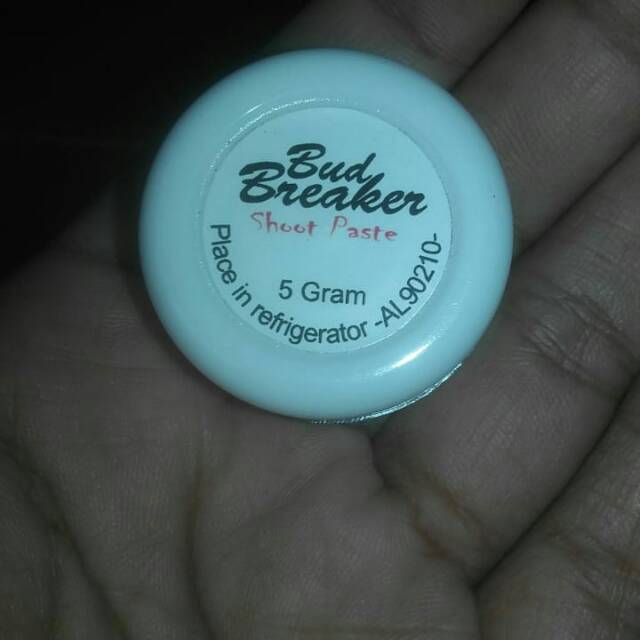 Bud
Breaker
Shoot Paste
5 Gram
Place in refrigerator -AL90210-